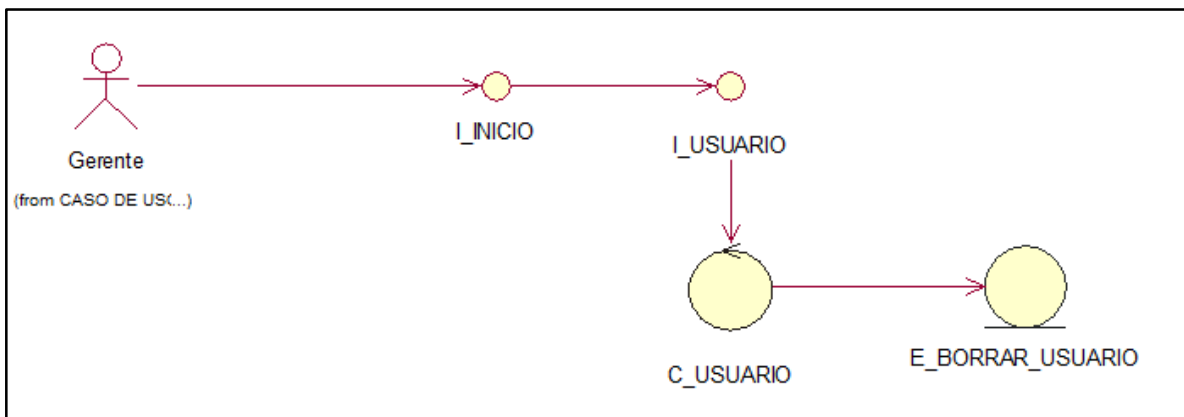 Gerente
(from CASO DE US(...)
I_INICIO
I_USUARIO
C_USUARIO
E_BORRAR_USUARIO